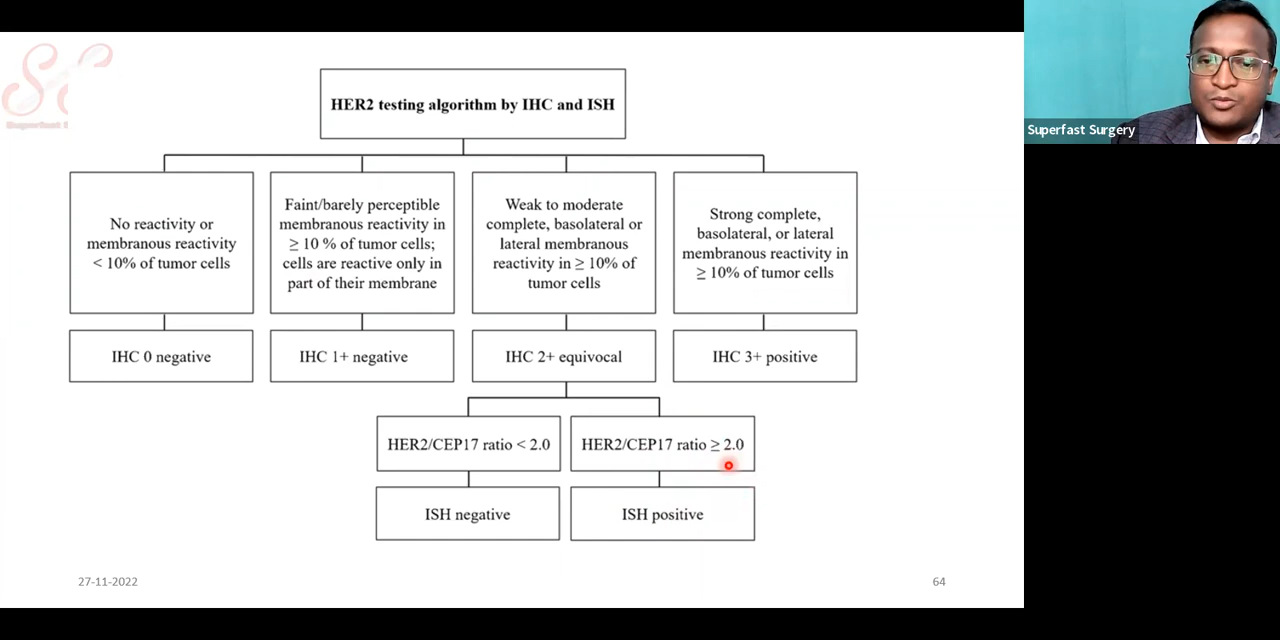 HER2 testing algorithm by IHC and ISH
No reactivity or
membranous reactivity
< 10% of tumor cells
Faint/barely perceptible
membranous reactivity in
≥ 10 % of tumor cells;
cells are reactive only in
part of their membrane
Weak to moderate
complete, basolateral or
lateral membranous
reactivity in ≥ 10% of
tumor cells
Strong complete,
basolateral, or lateral
membranous reactivity in
≥ 10% of tumor cells
IHC 0 negative
IHC 1+ negative
IHC 2+ equivocal
IHC 3+ positive
HER2/CEP17 ratio < 2.0
HER2/CEP17 ratio ≥ 2.0
ISH negative
ISH positive
27-11-2022
64
Superfast Surgery